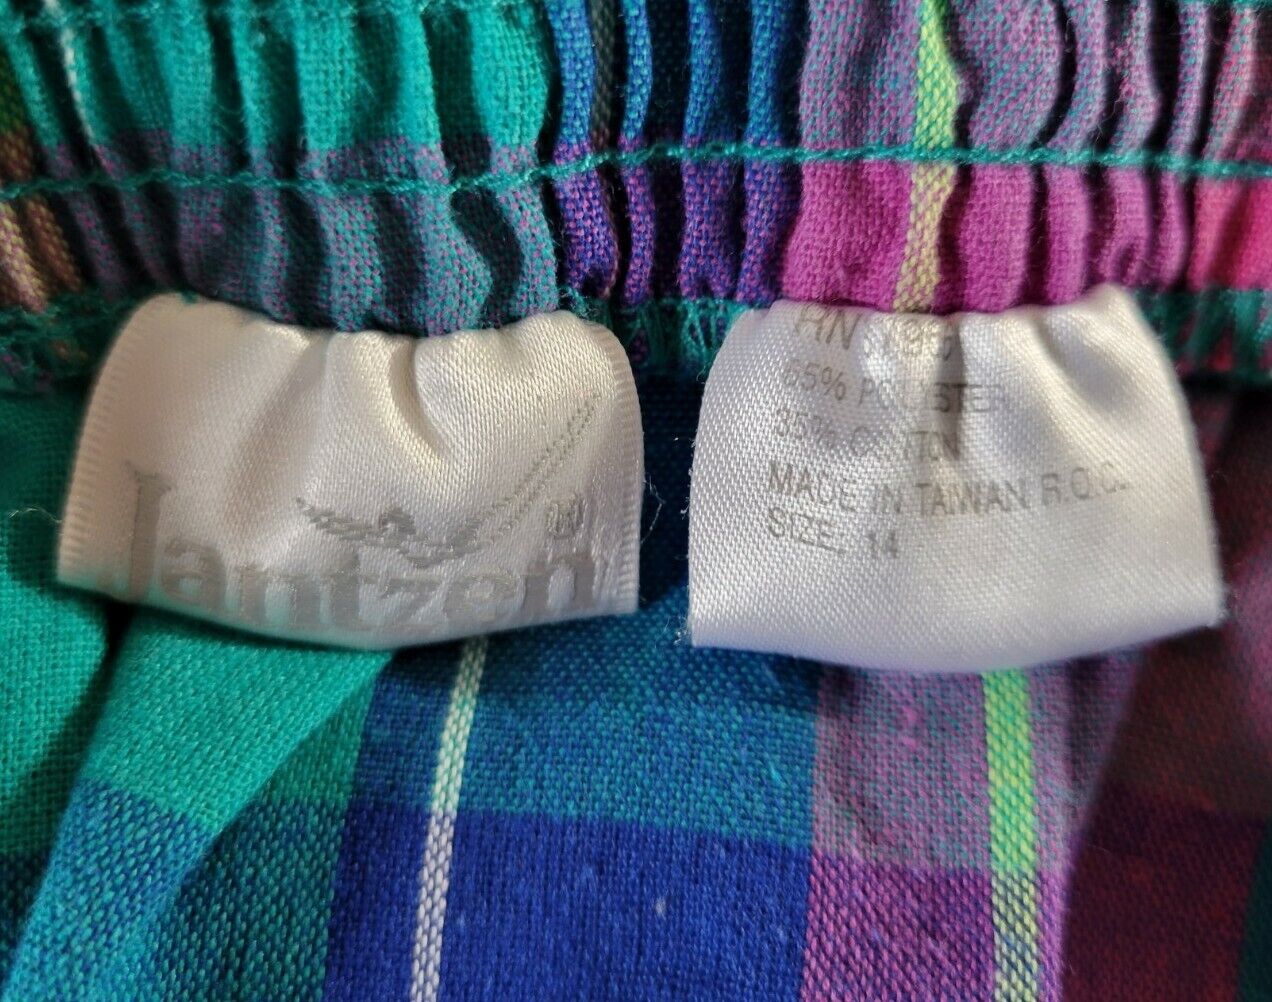 Jantzen®
RN
65% POLYESTER
35% COTTON
MADE IN TAIWAN R.O.C.
SIZE: 14